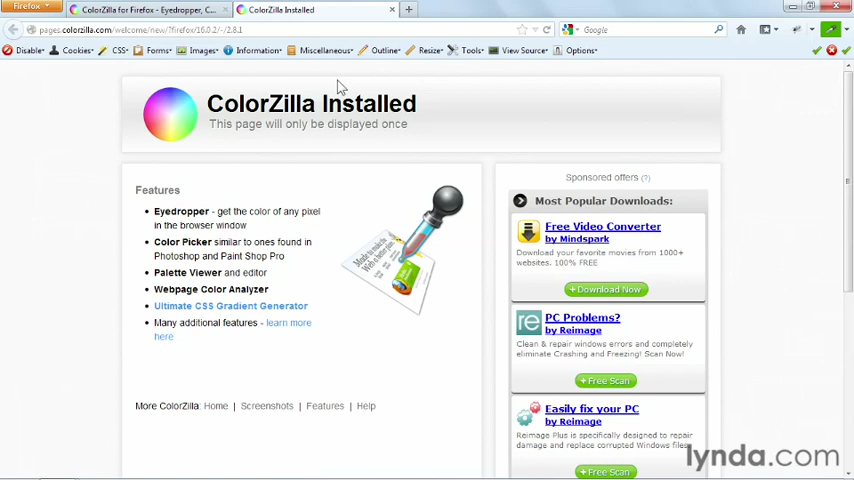 Firefox
ColorZilla for Firefox - Eyedropper, C...
ColorZilla Installed
pages.colorzilla.com/welcome/new/?firefox/16.0.2/-/2.8.1
Google
Disable
Cookies
CSS
Forms
Images
Information
Miscellaneous
Outline
Resize
Tools
View Source
Options
ColorZilla Installed
This page will only be displayed once
Features
• Eyedropper - get the color of any pixel
in the browser window
• Color Picker similar to ones found in
Photoshop and Paint Shop Pro
• Palette Viewer and editor
• Webpage Color Analyzer
• Ultimate CSS Gradient Generator
• Many additional features - learn more
here
More ColorZilla: Home | Screenshots | Features | Help
Sponsored offers (?)
Most Popular Downloads:
Free Video Converter
by Mindspark
Download your favorite movies from 1000+
websites. 100% FREE
+Download Now
re
PC Problems?
by Reimage
Clean & repair windows errors and completely
eliminate Crashing and Freezing! Scan Now!
+Free Scan
Easily fix your PC
by Reimage
Reimage Plus is specifically designed to repair
damage and replace corrupted Windows files.
+Free Scan
lynda.com